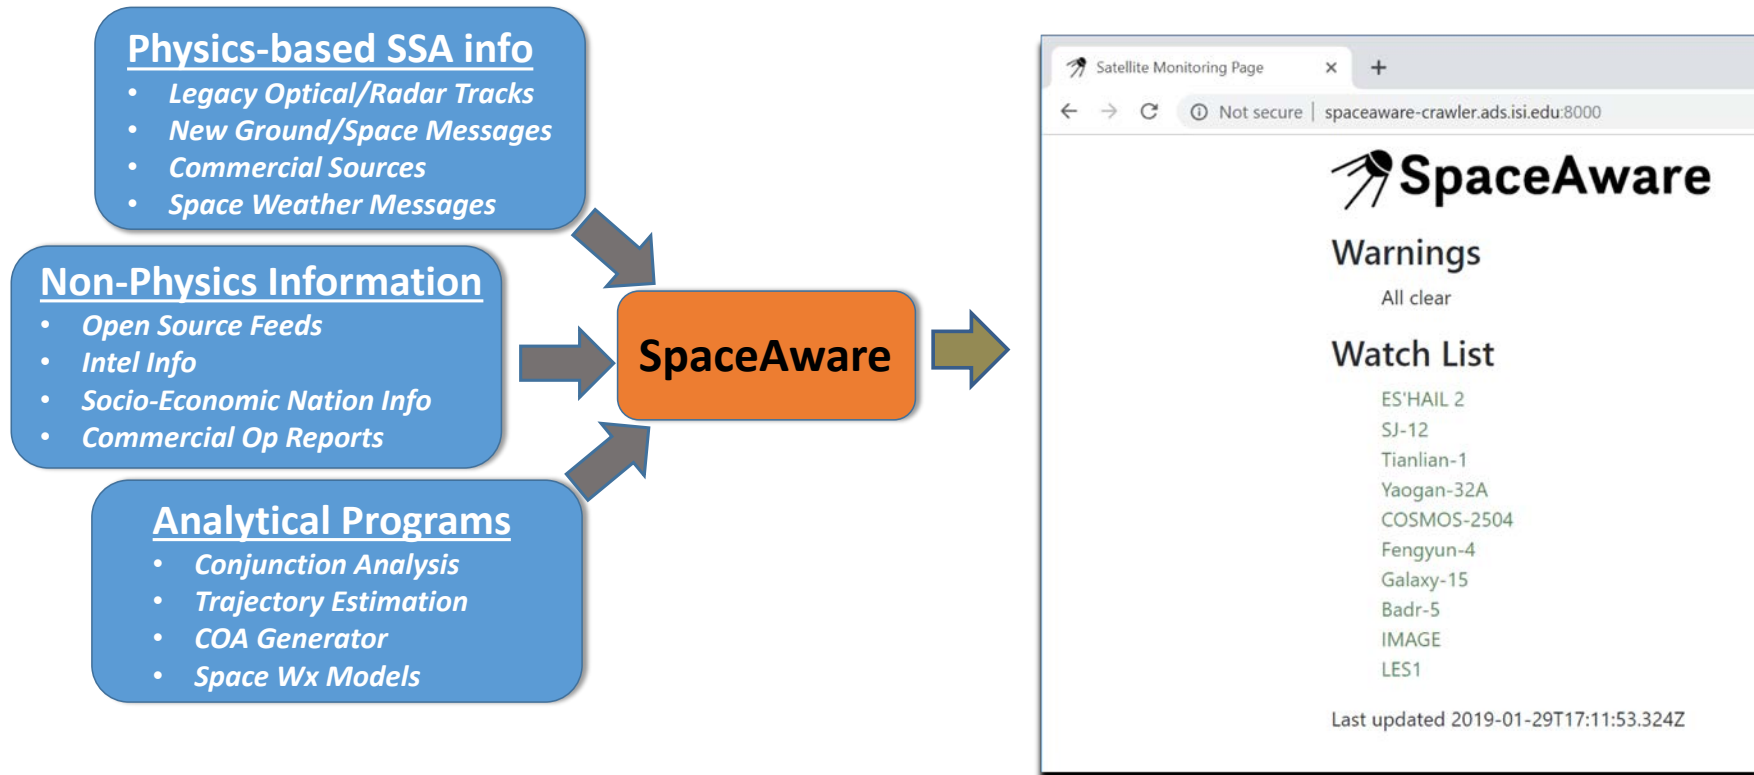 Physics-based SSA info
• Legacy Optical/Radar Tracks
• New Ground/Space Messages
• Commercial Sources
• Space Weather Messages
Non-Physics Information
• Open Source Feeds
• Intel Info
• Socio-Economic Nation Info
• Commercial Op Reports
Analytical Programs
• Conjunction Analysis
• Trajectory Estimation
• COA Generator
• Space Wx Models
SpaceAware
Satellite Monitoring Page
Not secure | spaceaware-crawler.ads.isi.edu:8000
SpaceAware
Warnings
All clear
Watch List
ES'HAIL 2
SJ-12
Tianlian-1
Yaogan-32A
COSMOS-2504
Fengyun-4
Galaxy-15
Badr-5
IMAGE
LES1
Last updated 2019-01-29T17:11:53.324Z